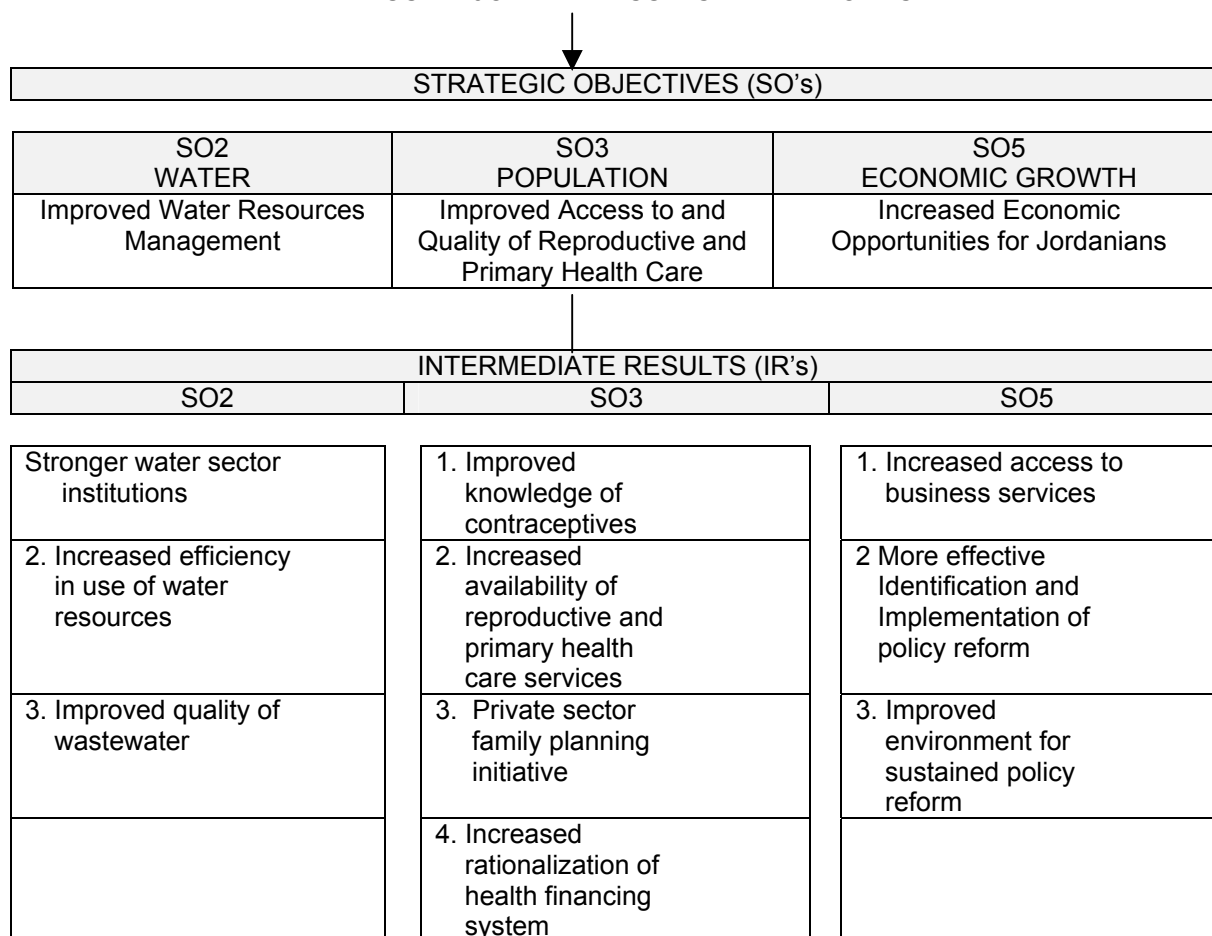 STRATEGIC OBJECTIVES (SO's)
SO2
WATER
SO3
POPULATION
SO5
ECONOMIC GROWTH
Improved Water Resources
Management
Improved Access to and
Quality of Reproductive and
Primary Health Care
Increased Economic
Opportunities for Jordanians
INTERMEDIATE RESULTS (IR's)
SO2
SO3
SO5
Stronger water sector
institutions
1. Improved
knowledge of
contraceptives
1. Increased access to
business services
2. Increased efficiency
in use of water
resources
2. Increased
availability of
reproductive and
primary health
care services
2 More effective
Identification and
Implementation of
policy reform
3. Improved quality of
wastewater
3. Private sector
family planning
initiative
3. Improved
environment for
sustained policy
reform
4. Increased
rationalization of
health financing
system